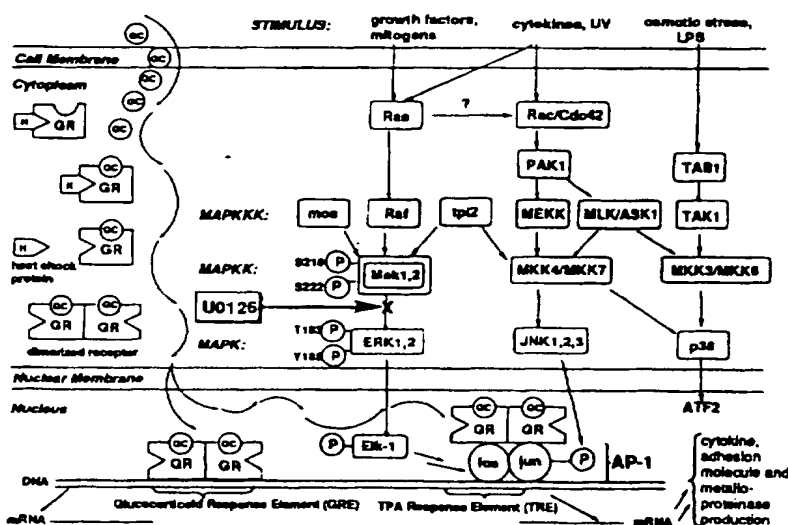 STIMULUS: growth factors, mitogens
cytokines, UV
osmotic stress, LPS
Cell Membrane
Cytoplasm
GC
GC
GC
GC
GC
H GR
GC
H GR
GC
H GR
heat shock protein
GC GC
GR GR
dimerized receptor
Ras ? Rac/Cdc42
PAK1 TAB1
MAPKKK: mos Raf tpl2 MEKK MLK/ASK1 TAK1
MAPKK: S218 P Mek1,2 MKK4/MKK7 MKK3/MKK6
S222 P
U0126 X
MAPK: T183 P ERK1,2 JNK1,2,3 p38
P
Nuclear Membrane
Nucleus
ATF2
GC GC
GR GR
P Elk-1
GC GC
GR GR
fos jun P AP-1
cytokine,
adhesion
molecule and
metallo-
proteinase
production
DNA
Glucocorticoid Response Element (GRE) TPA Response Element (TRE)
mRNA mRNA